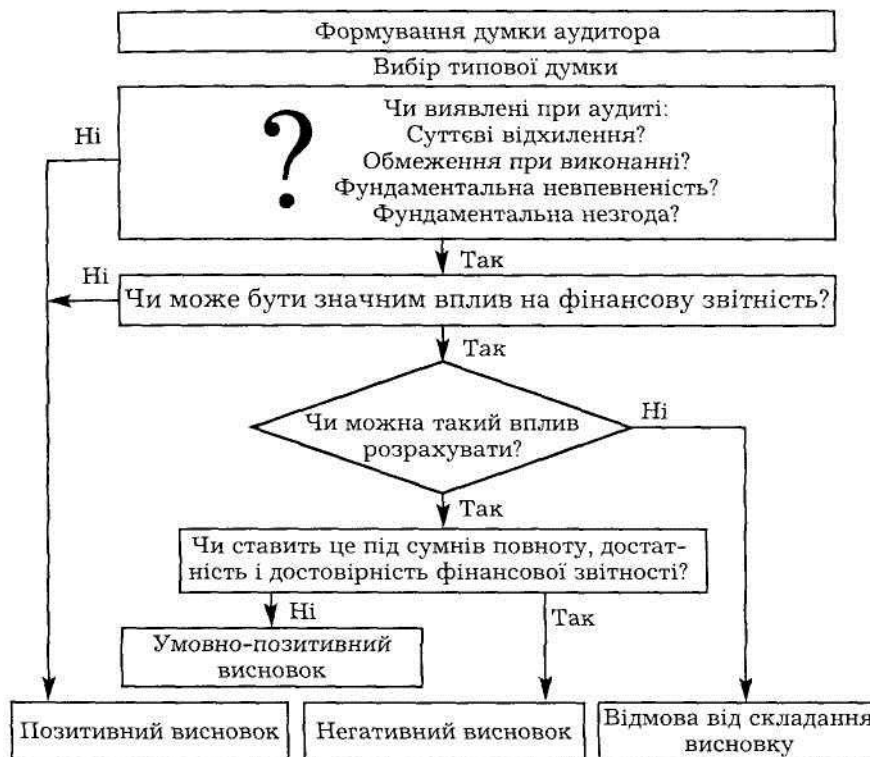 Формування думки аудитора
Вибір типової думки
Ні
?
Чи виявлені при аудиті:
Суттєві відхилення?
Обмеження при виконанні?
Фундаментальна невпевненість?
Фундаментальна незгода?
Так
Ні
Чи може бути значним вплив на фінансову звітність?
Так
Чи можна такий вплив
розрахувати?
Ні
Так
Чи ставить це під сумнів повноту, достат-
ність і достовірність фінансової звітності?
Ні
Так
Умовно-позитивний
висновок
Позитивний висновок
Негативний висновок
Відмова від складання
висновку